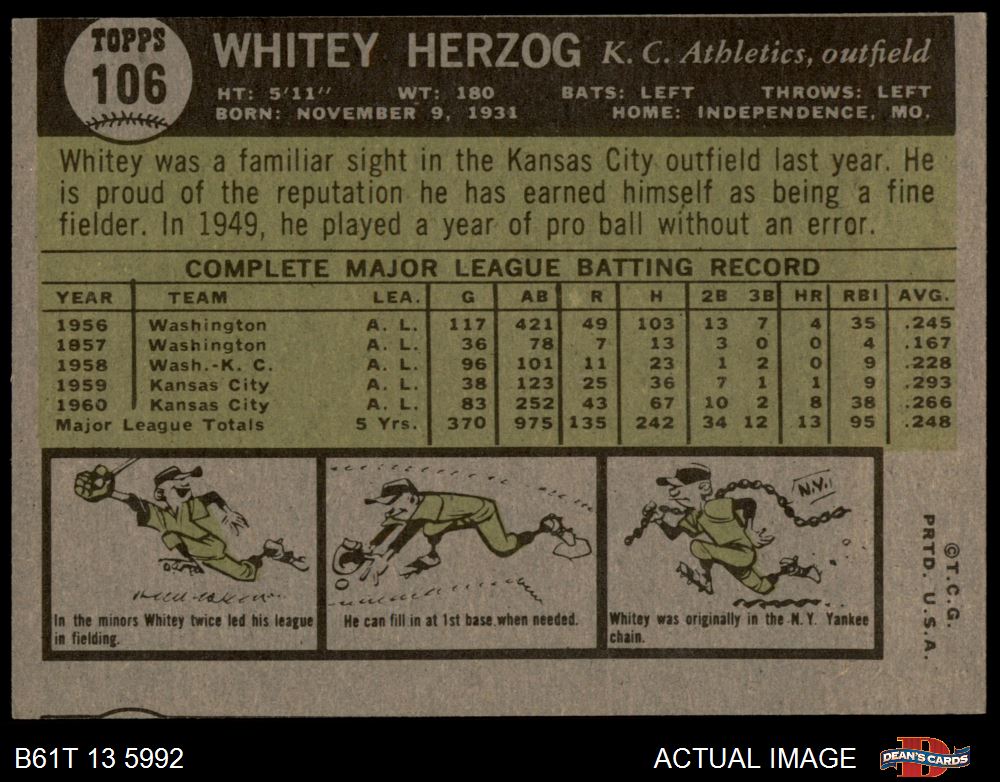 TOPPS
106
WHITEY HERZOG K. C. Athletics, outfield
HT: 5'11" WT: 180 BATS: LEFT THROWS: LEFT
BORN: NOVEMBER 9, 1931 HOME: INDEPENDENCE, MO.
Whitey was a familiar sight in the Kansas City outfield last year. He
is proud of the reputation he has earned himself as being a fine
fielder. In 1949, he played a year of pro ball without an error.
COMPLETE MAJOR LEAGUE BATTING RECORD
YEAR TEAM LEA. G AB R H 2B 3B HR RBI AVG.
1956 Washington A. L. 117 421 49 103 13 7 4 35 .245
1957 Washington A. L. 36 78 7 13 3 0 0 4 .167
1958 Wash.-K. C. A. L. 96 101 11 23 1 2 0 9 .228
1959 Kansas City A. L. 38 123 25 36 7 1 1 9 .293
1960 Kansas City A. L. 83 252 43 67 10 2 8 38 .266
Major League Totals 5 Yrs. 370 975 135 242 34 12 13 95 .248
In the minors Whitey twice led his league
in fielding.
He can fill in at 1st base when needed.
N.Y.
Whitey was originally in the N.Y. Yankee
chain.
©T.C.G.
PRTD. U.S.A.
B61T 13 5992
ACTUAL IMAGE
DEAN'S CARDS